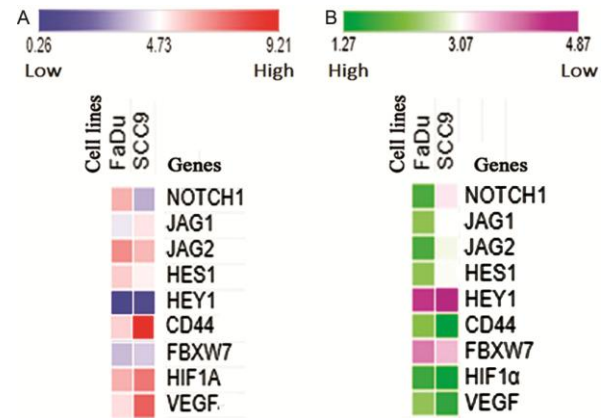 A
0.26 4.73 9.21
Low High
Cell lines
FaDu
SCC9
Genes
NOTCH1
JAG1
JAG2
HES1
HEY1
CD44
FBXW7
HIF1A
VEGF
B
1.27 3.07 4.87
High Low
Cell lines
FaDu
SCC9
Genes
NOTCH1
JAG1
JAG2
HES1
HEY1
CD44
FBXW7
HIF1α
VEGF